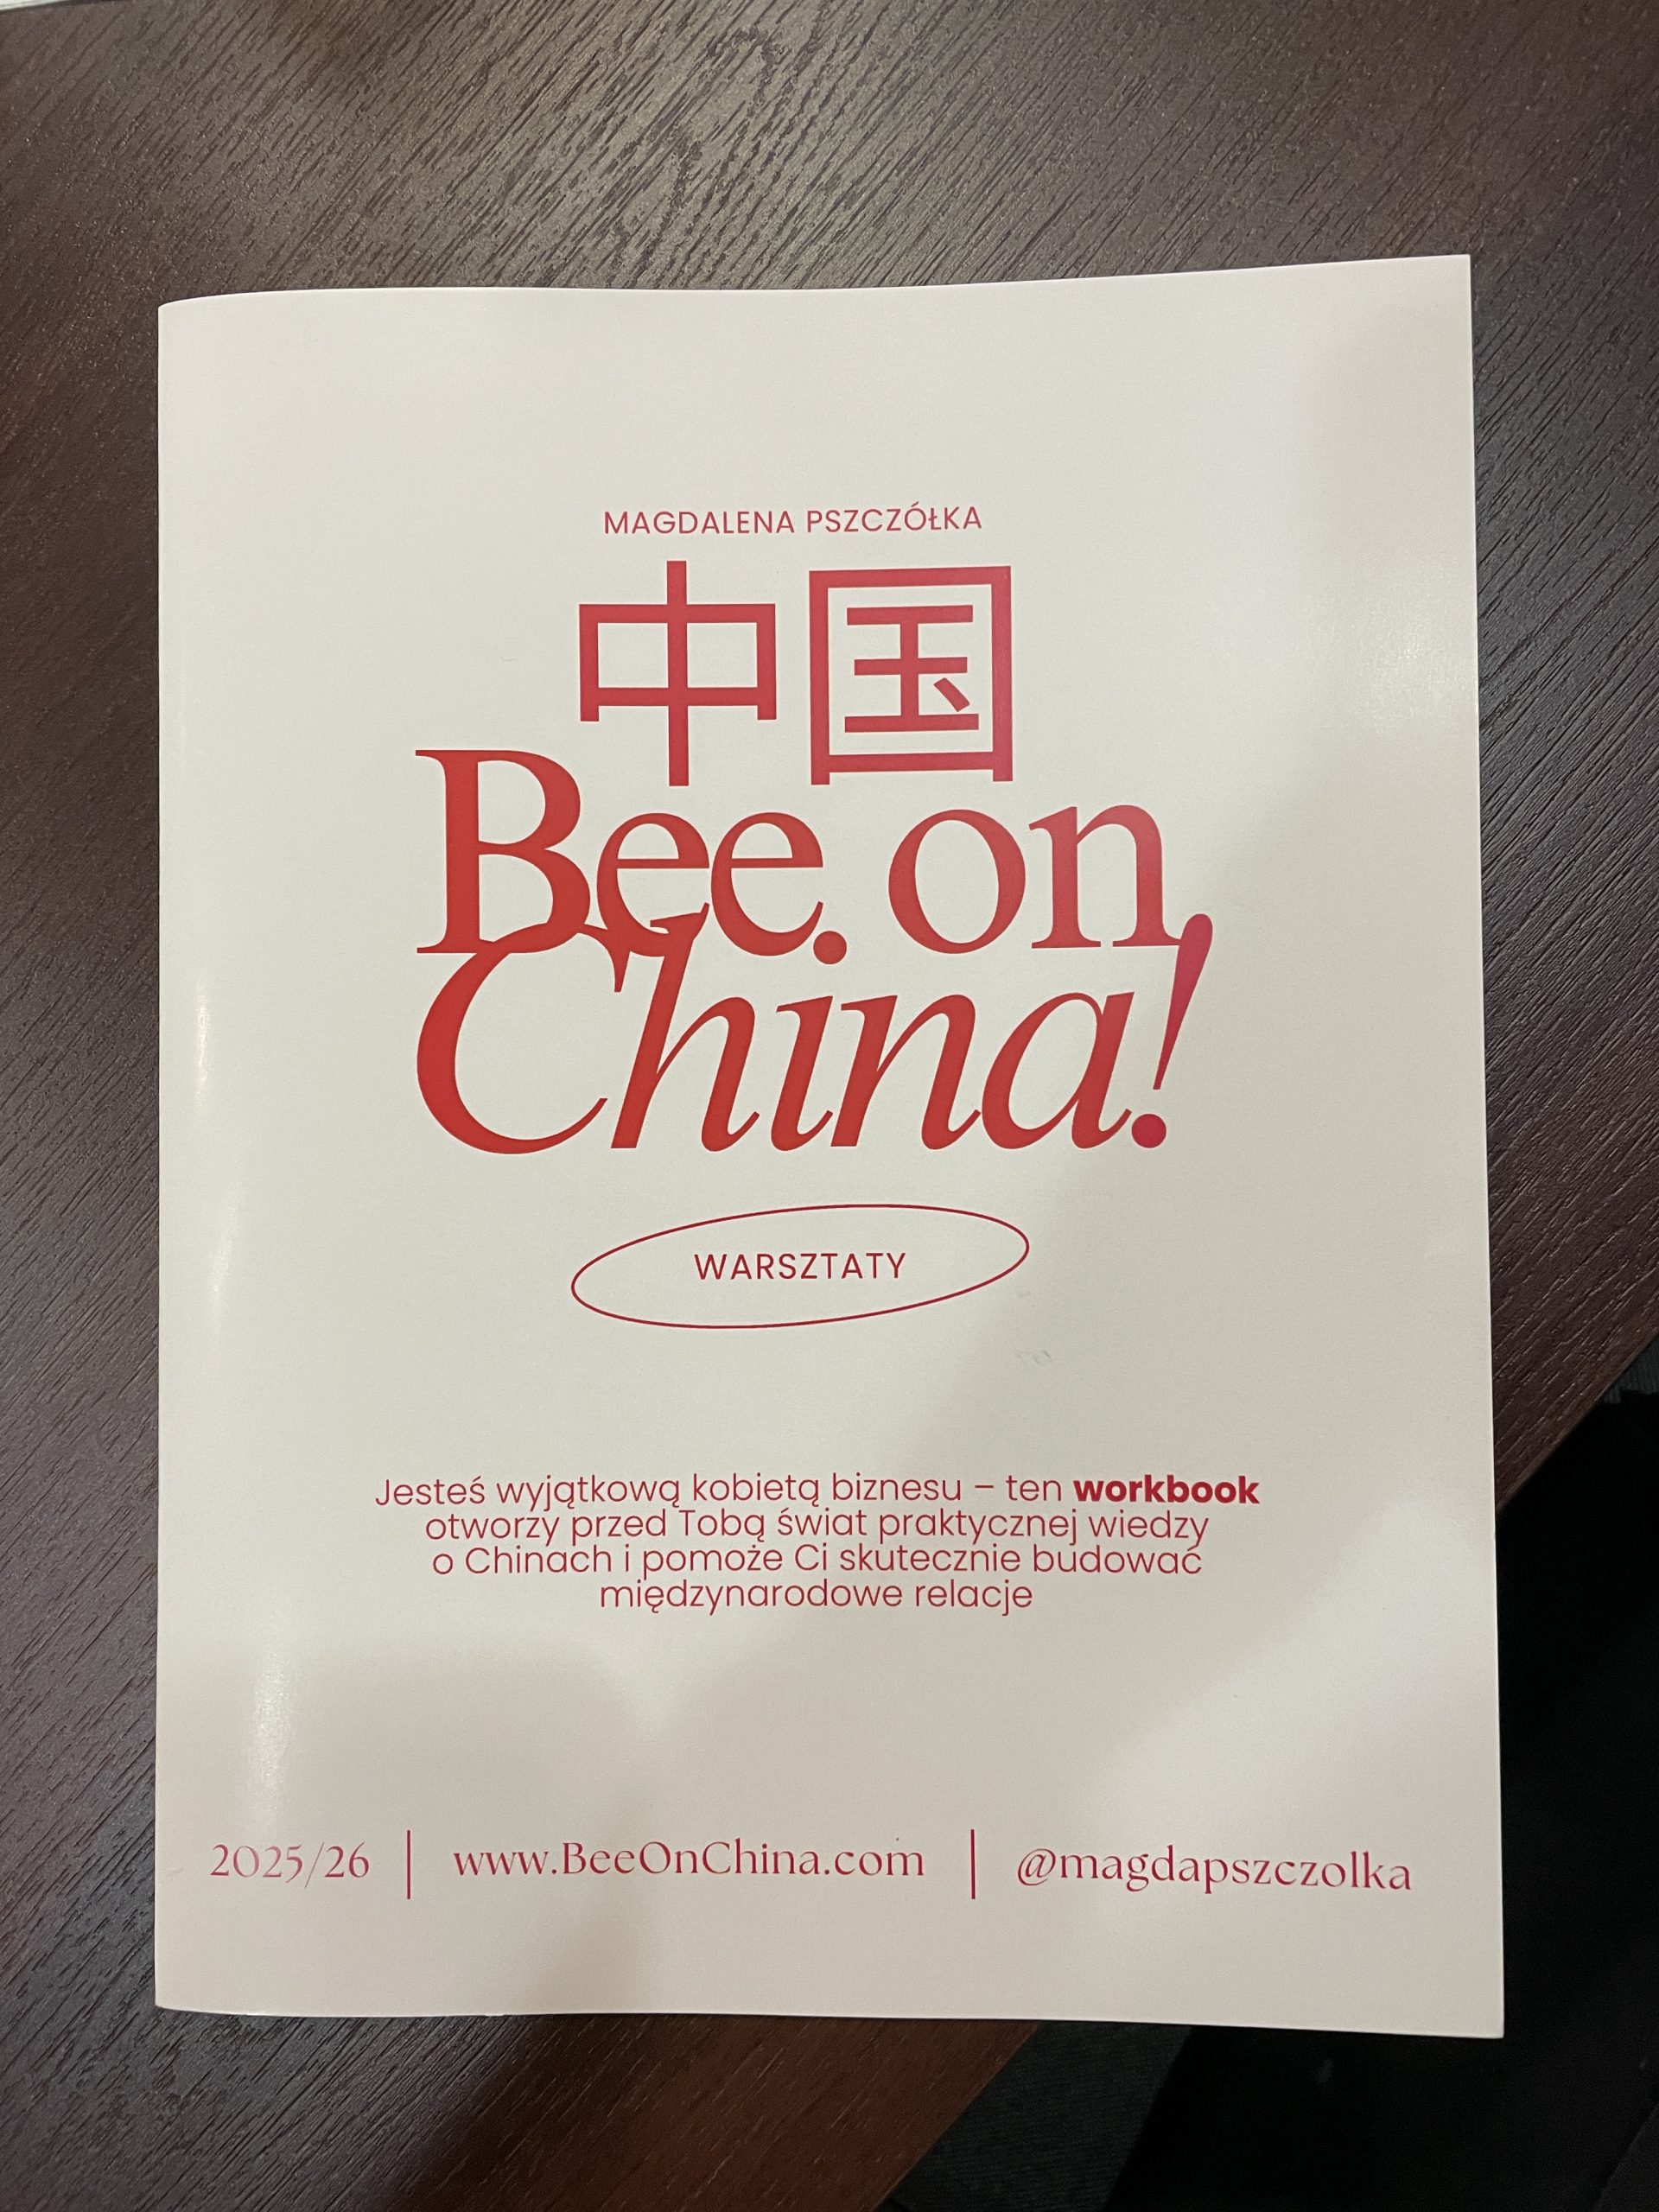 MAGDALENA PSZCZÓŁKA
中国
Bee on
China!
WARSZTATY
Jesteś wyjątkową kobietą biznesu – ten workbook
otworzy przed Tobą świat praktycznej wiedzy
o Chinach i pomoże Ci skutecznie budować
międzynarodowe relacje
2025/26 | www.BeeOnChina.com | @magdapszczolka